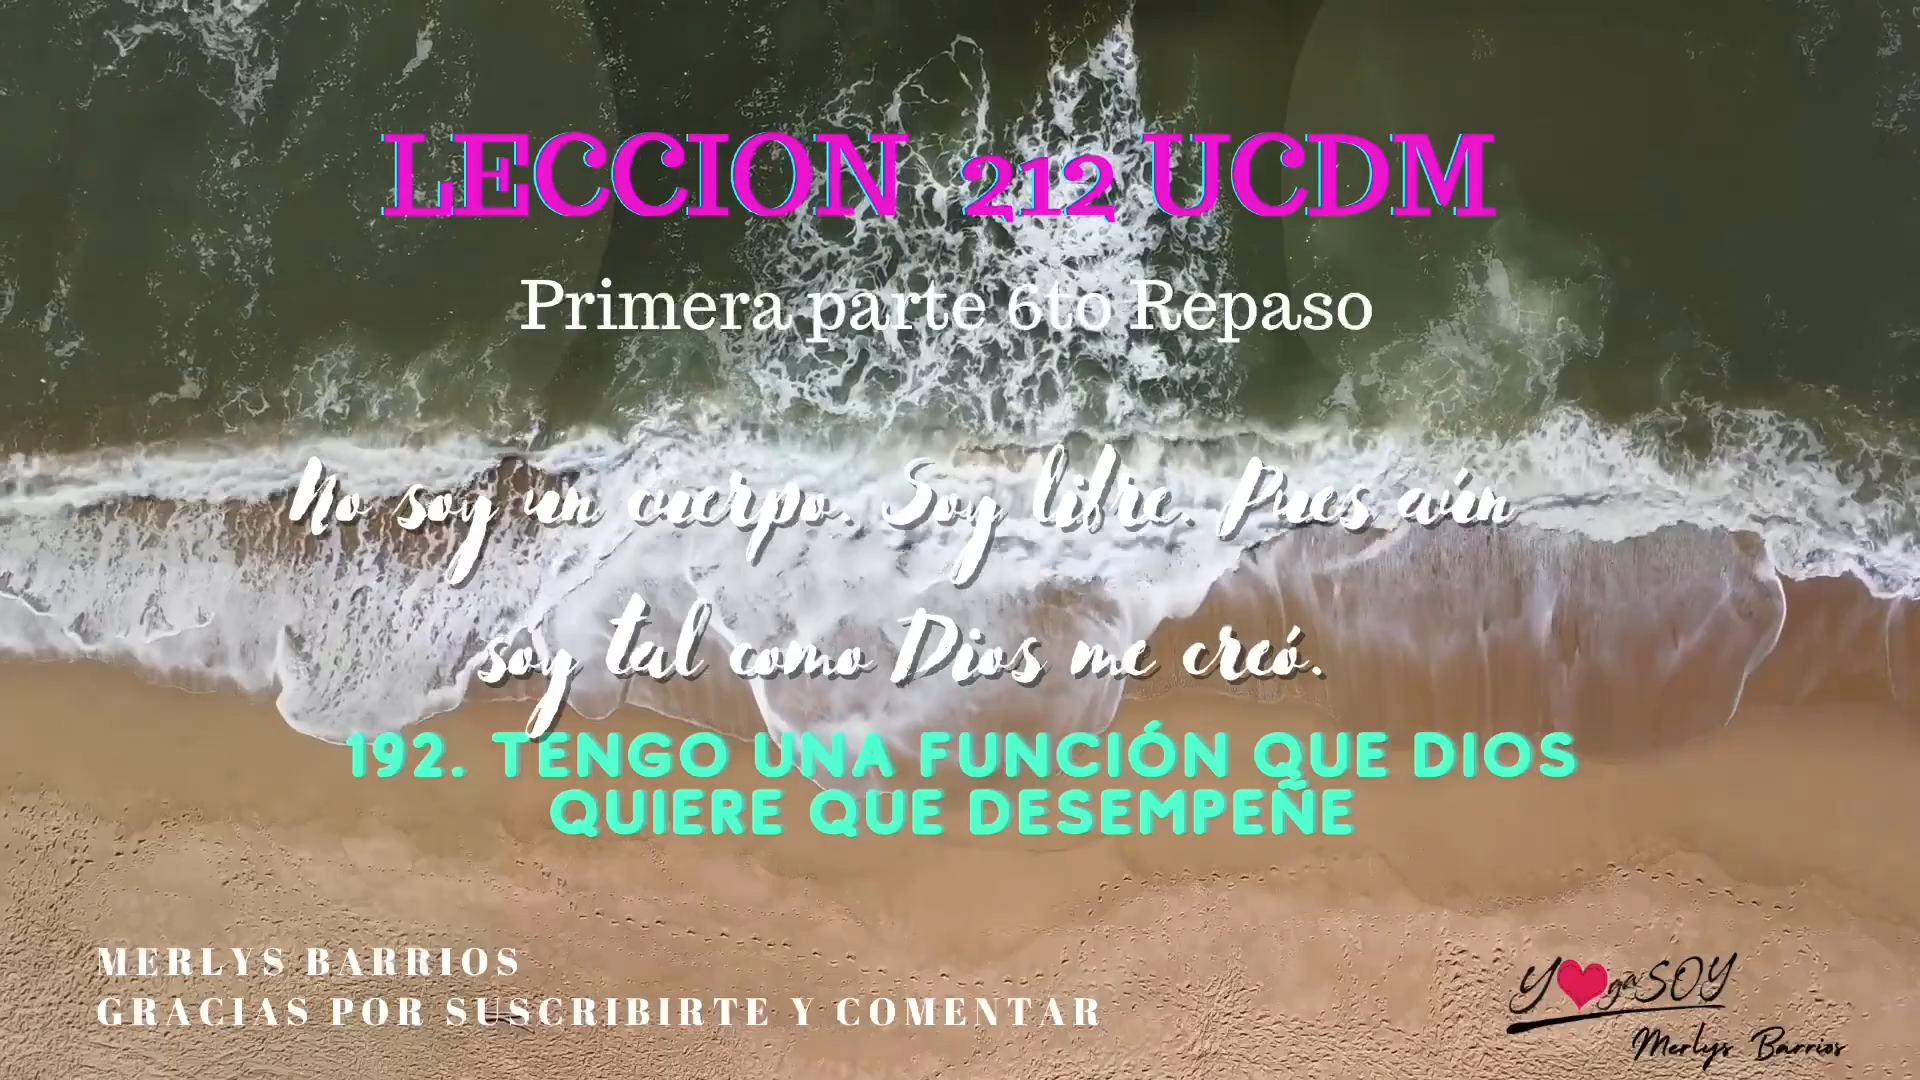 LECCION 212 UCDM
Primera parte 6to Repaso
No soy un cuerpo. Soy libre. Pues aún
soy tal como Dios me creó.
192. TENGO UNA FUNCIÓN QUE DIOS
QUIERE QUE DESEMPEÑE
MERLYS BARRIOS
GRACIAS POR SUSCRIBIRTE Y COMENTAR
Y❤gaSOY
Merlys Barrios